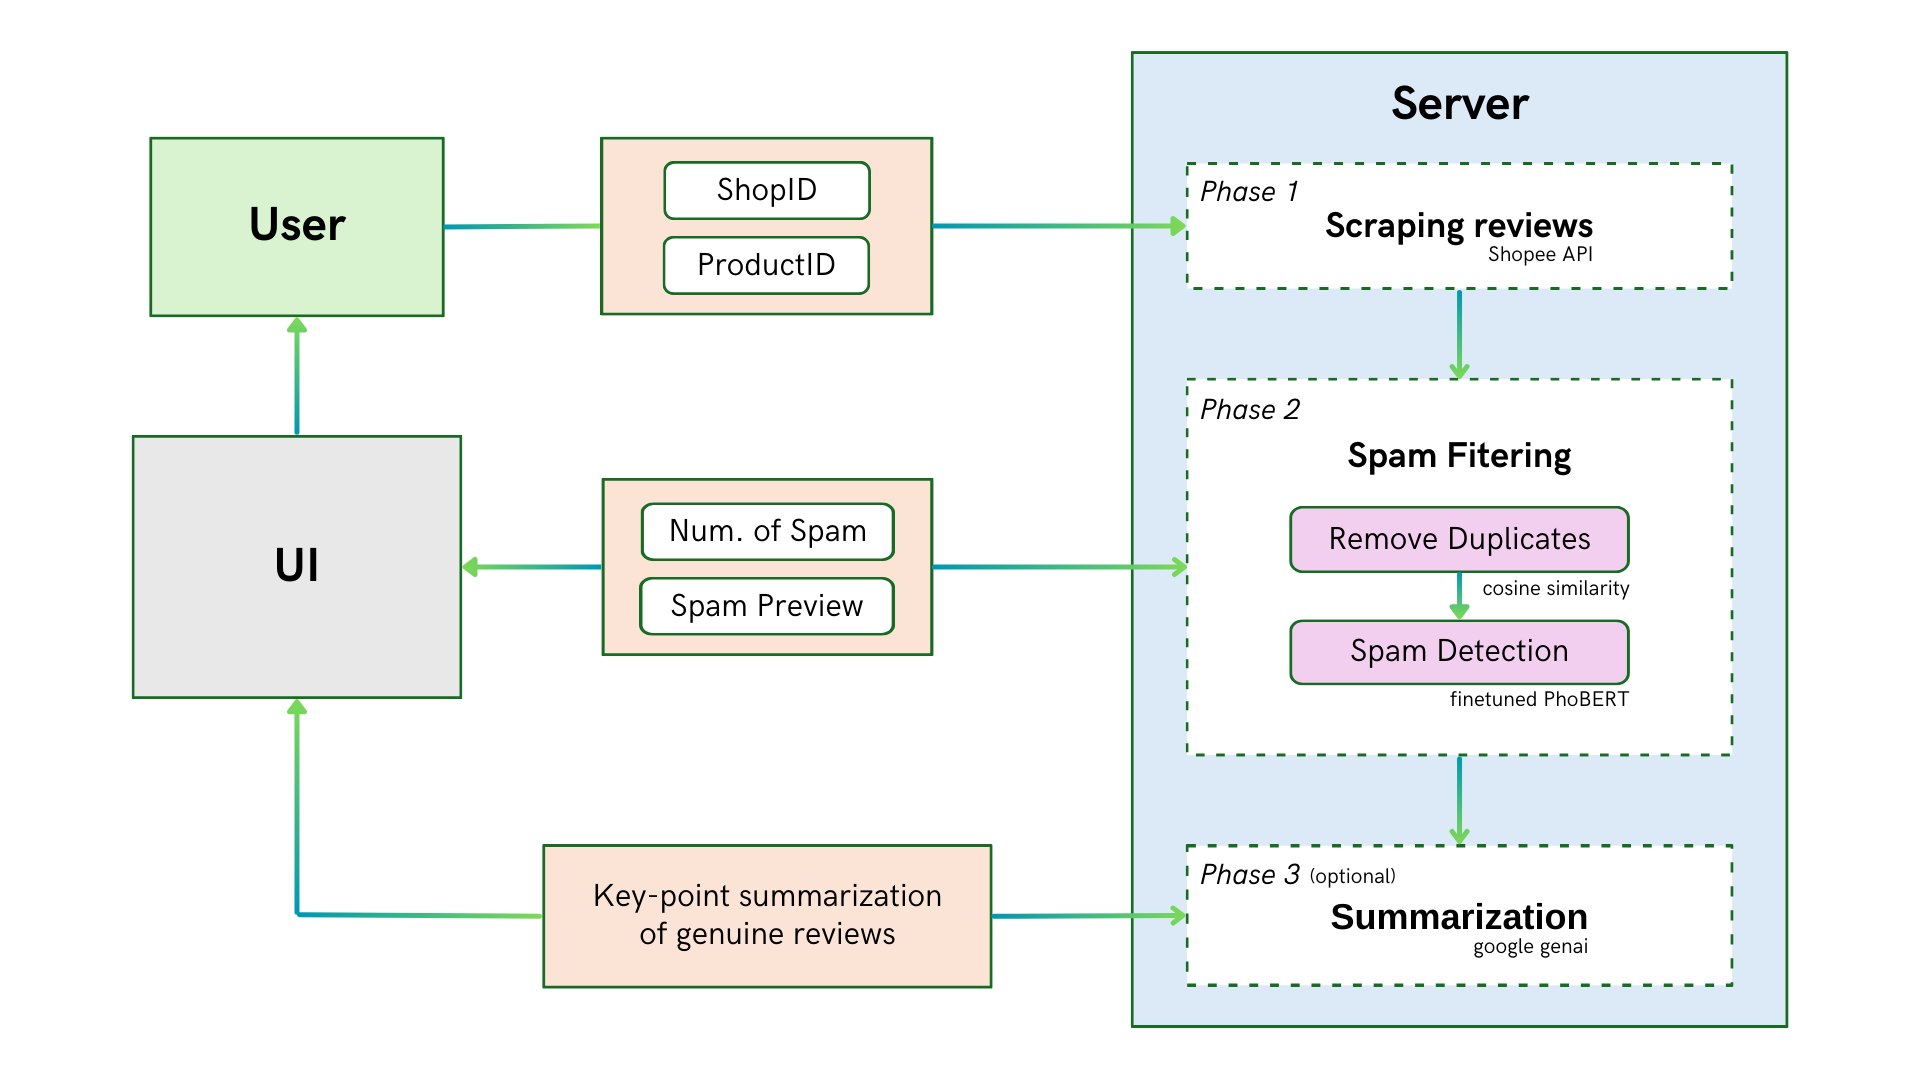 Server
User
ShopID
ProductID
Phase 1
Scraping reviews
Shopee API
Phase 2
Spam Fitering
Remove Duplicates
cosine similarity
Spam Detection
finetuned PhoBERT
UI
Num. of Spam
Spam Preview
Key-point summarization
of genuine reviews
Phase 3 (optional)
Summarization
google genai